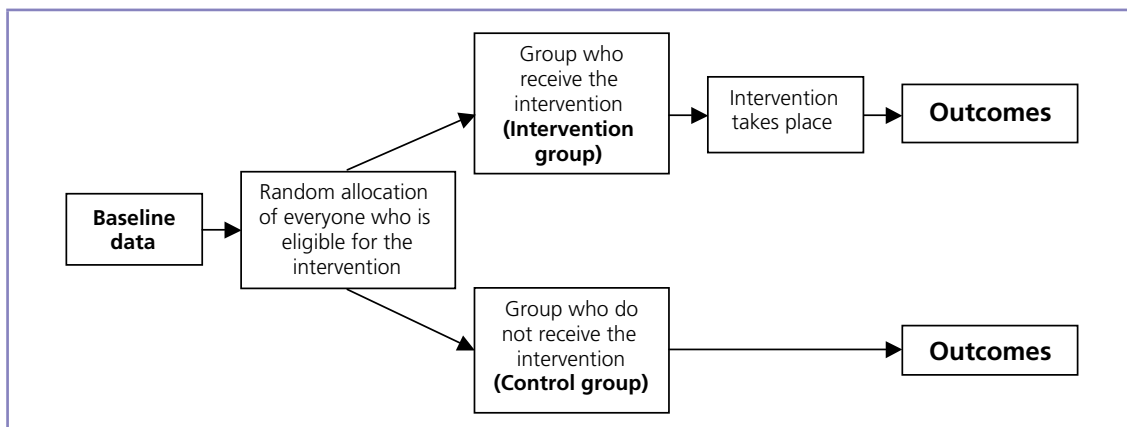 Baseline
data
Random allocation
of everyone who is
eligible for the
intervention
Group who
receive the
intervention
(Intervention
group)
Intervention
takes place
Outcomes
Group who do
not receive the
intervention
(Control group)
Outcomes